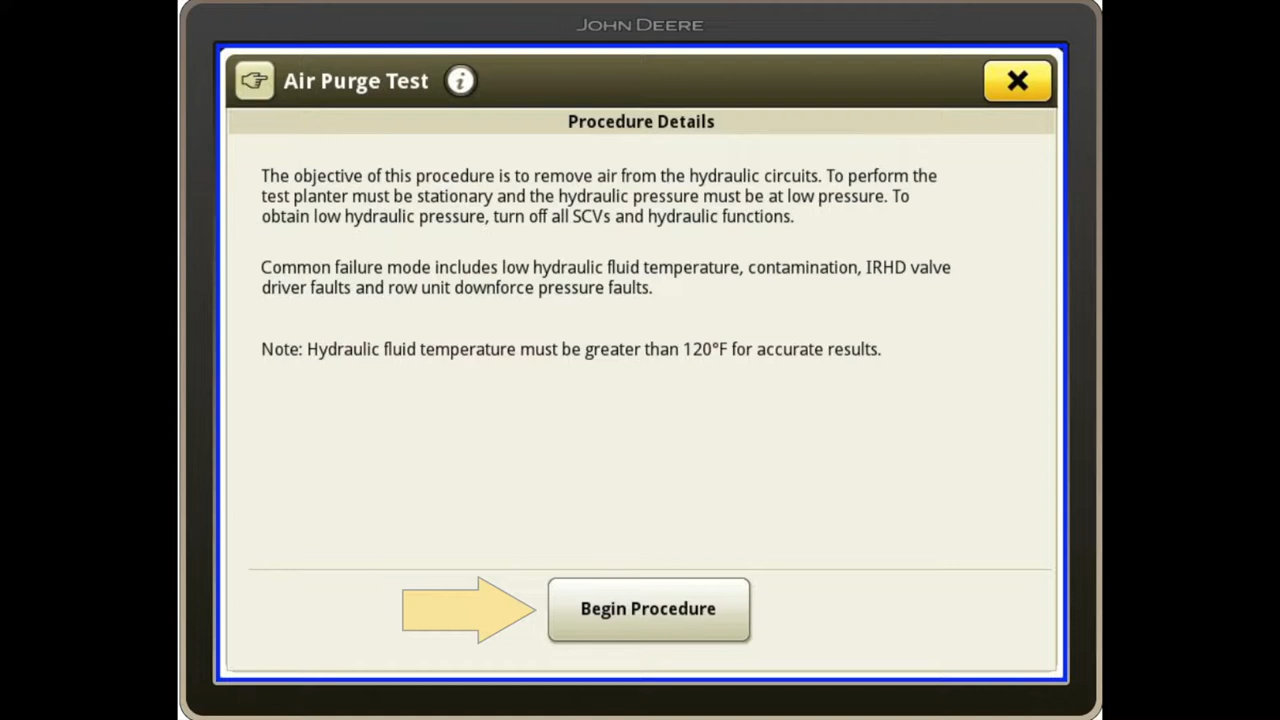 JOHN DEERE
Air Purge Test
Procedure Details
The objective of this procedure is to remove air from the hydraulic circuits. To perform the
test planter must be stationary and the hydraulic pressure must be at low pressure. To
obtain low hydraulic pressure, turn off all SCVs and hydraulic functions.
Common failure mode includes low hydraulic fluid temperature, contamination, IRHD valve
driver faults and row unit downforce pressure faults.
Note: Hydraulic fluid temperature must be greater than 120°F for accurate results.
Begin Procedure